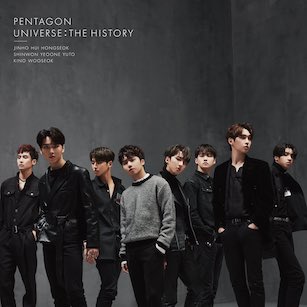 PENTAGON
UNIVERSE : THE HISTORY
JINHO HUI HONGSEOK
SHINWON YEOONE YUTO
KINO WOOSEOK